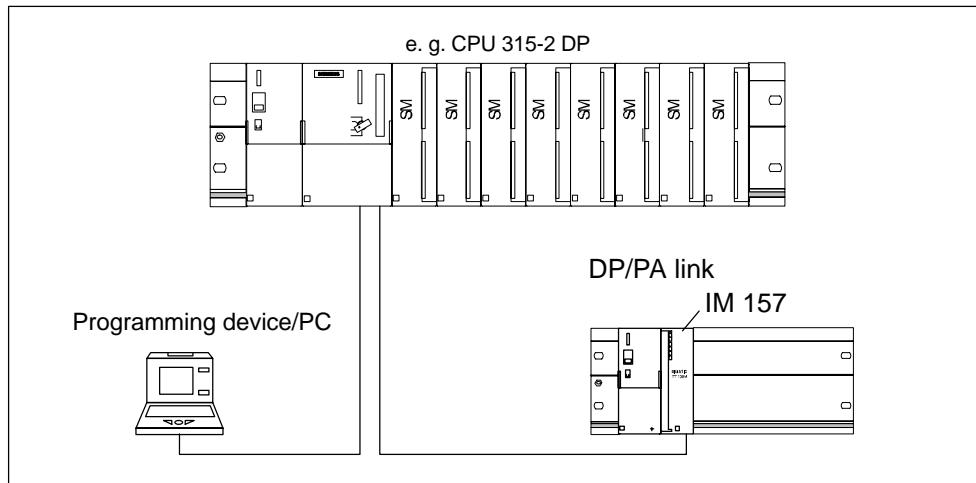 e. g. CPU 315-2 DP
SM
SM
SM
SM
SM
SM
SM
SM
DP/PA link
IM 157
Programming device/PC